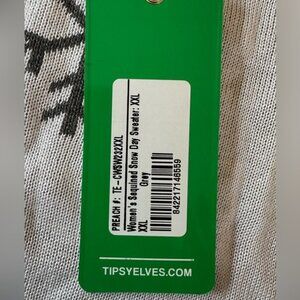 PREACH #: TE-CWSW232XXL
Women's Sequined Snow Day Sweater: XXL
Grey
XXL
842217146559
TIPSYELVES.COM